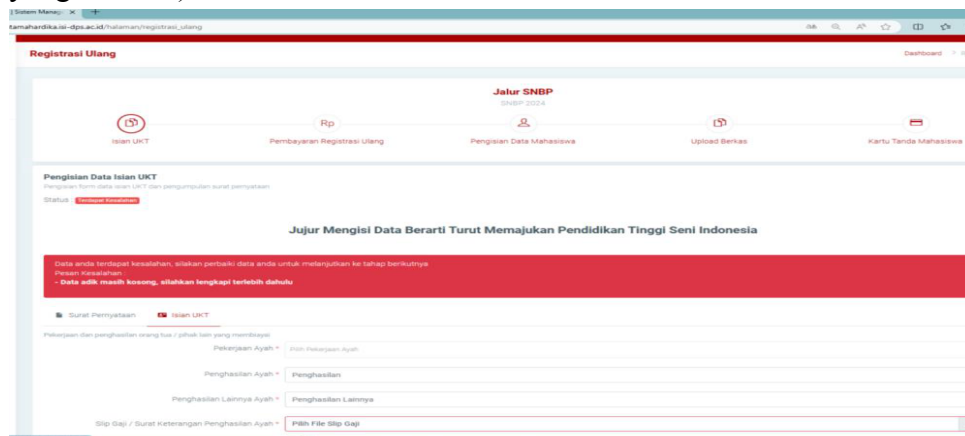 Sistem Manaj
tamahardika.isi-dps.ac.id/halaman/registrasi_ulang
Registrasi Ulang
Dashboard
Jalur SNBP
SNBP 2024
Rp
Isian UKT
Pembayaran Registrasi Ulang
Pengisian Data Mahasiswa
Upload Berkas
Kartu Tanda Mahasiswa
Pengisian Data Isian UKT
Pengisian form data isian UKT dan pengumpulan surat pernyataan
Status : Terdapat Kesalahan
Jujur Mengisi Data Berarti Turut Memajukan Pendidikan Tinggi Seni Indonesia
Data anda terdapat kesalahan, silakan perbaiki data anda untuk melanjutkan ke tahap berikutnya
Pesan Kesalahan :
- Data adik masih kosong, silahkan lengkapi terlebih dahulu
Surat Pernyataan
Isian UKT
Pekerjaan dan penghasilan orang tua / pihak lain yang membiayai
Pekerjaan Ayah * Pilih Pekerjaan Ayah
Penghasilan Ayah * Penghasilan
Penghasilan Lainnya Ayah * Penghasilan Lainnya
Slip Gaji / Surat Keterangan Penghasilan Ayah * Pilih File Slip Gaji